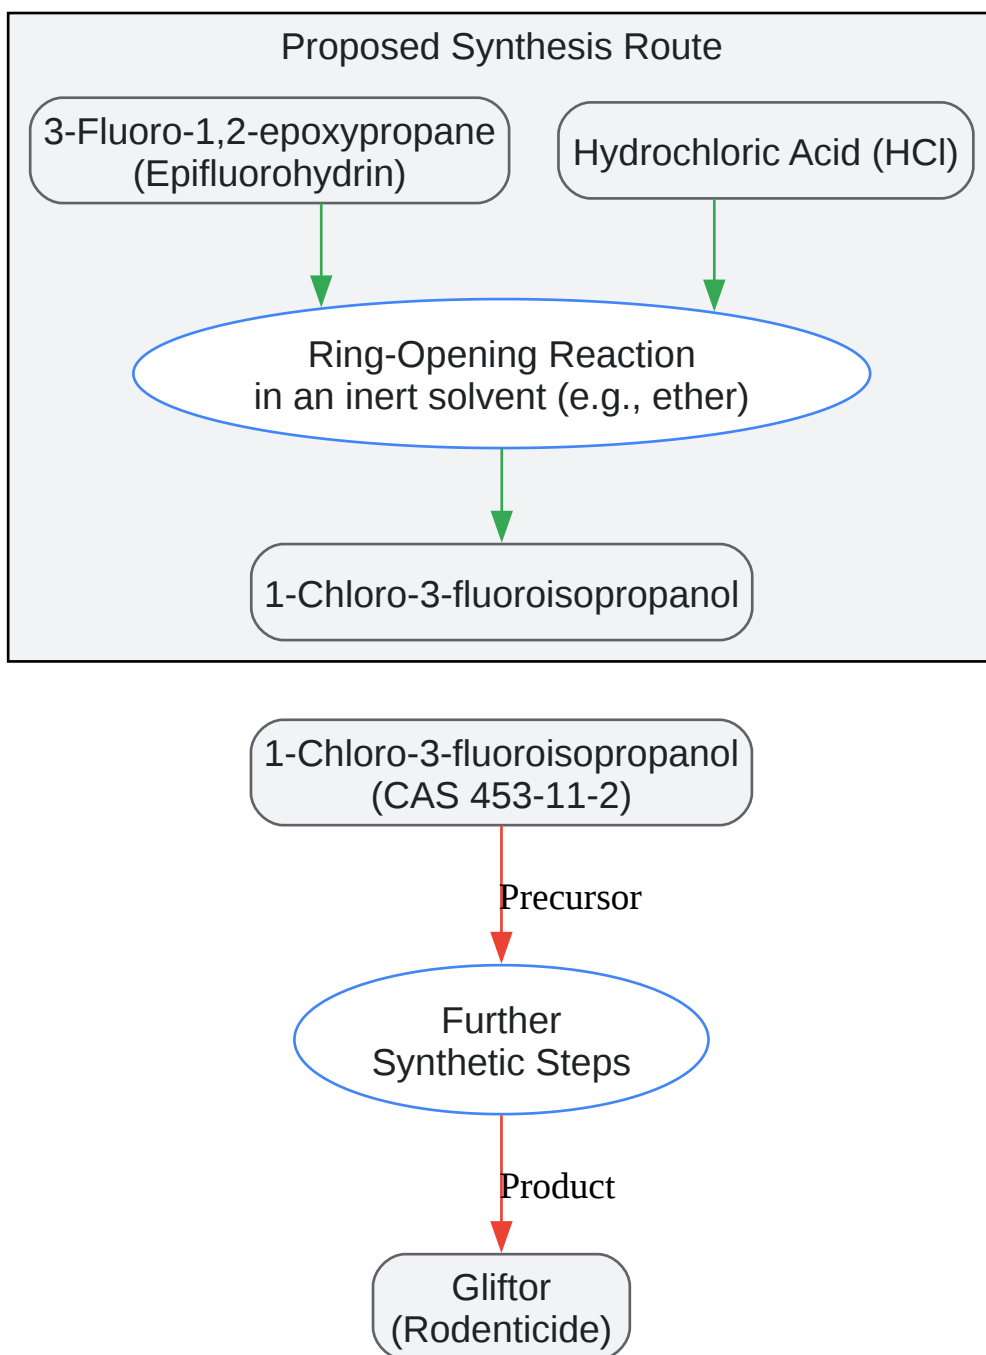 Proposed Synthesis Route
3-Fluoro-1,2-epoxypropane
(Epifluorohydrin)
Hydrochloric Acid (HCl)
Ring-Opening Reaction
in an inert solvent (e.g., ether)
1-Chloro-3-fluoroisopropanol
1-Chloro-3-fluoroisopropanol
(CAS 453-11-2)
Precursor
Further
Synthetic Steps
Product
Gliftor
(Rodenticide)